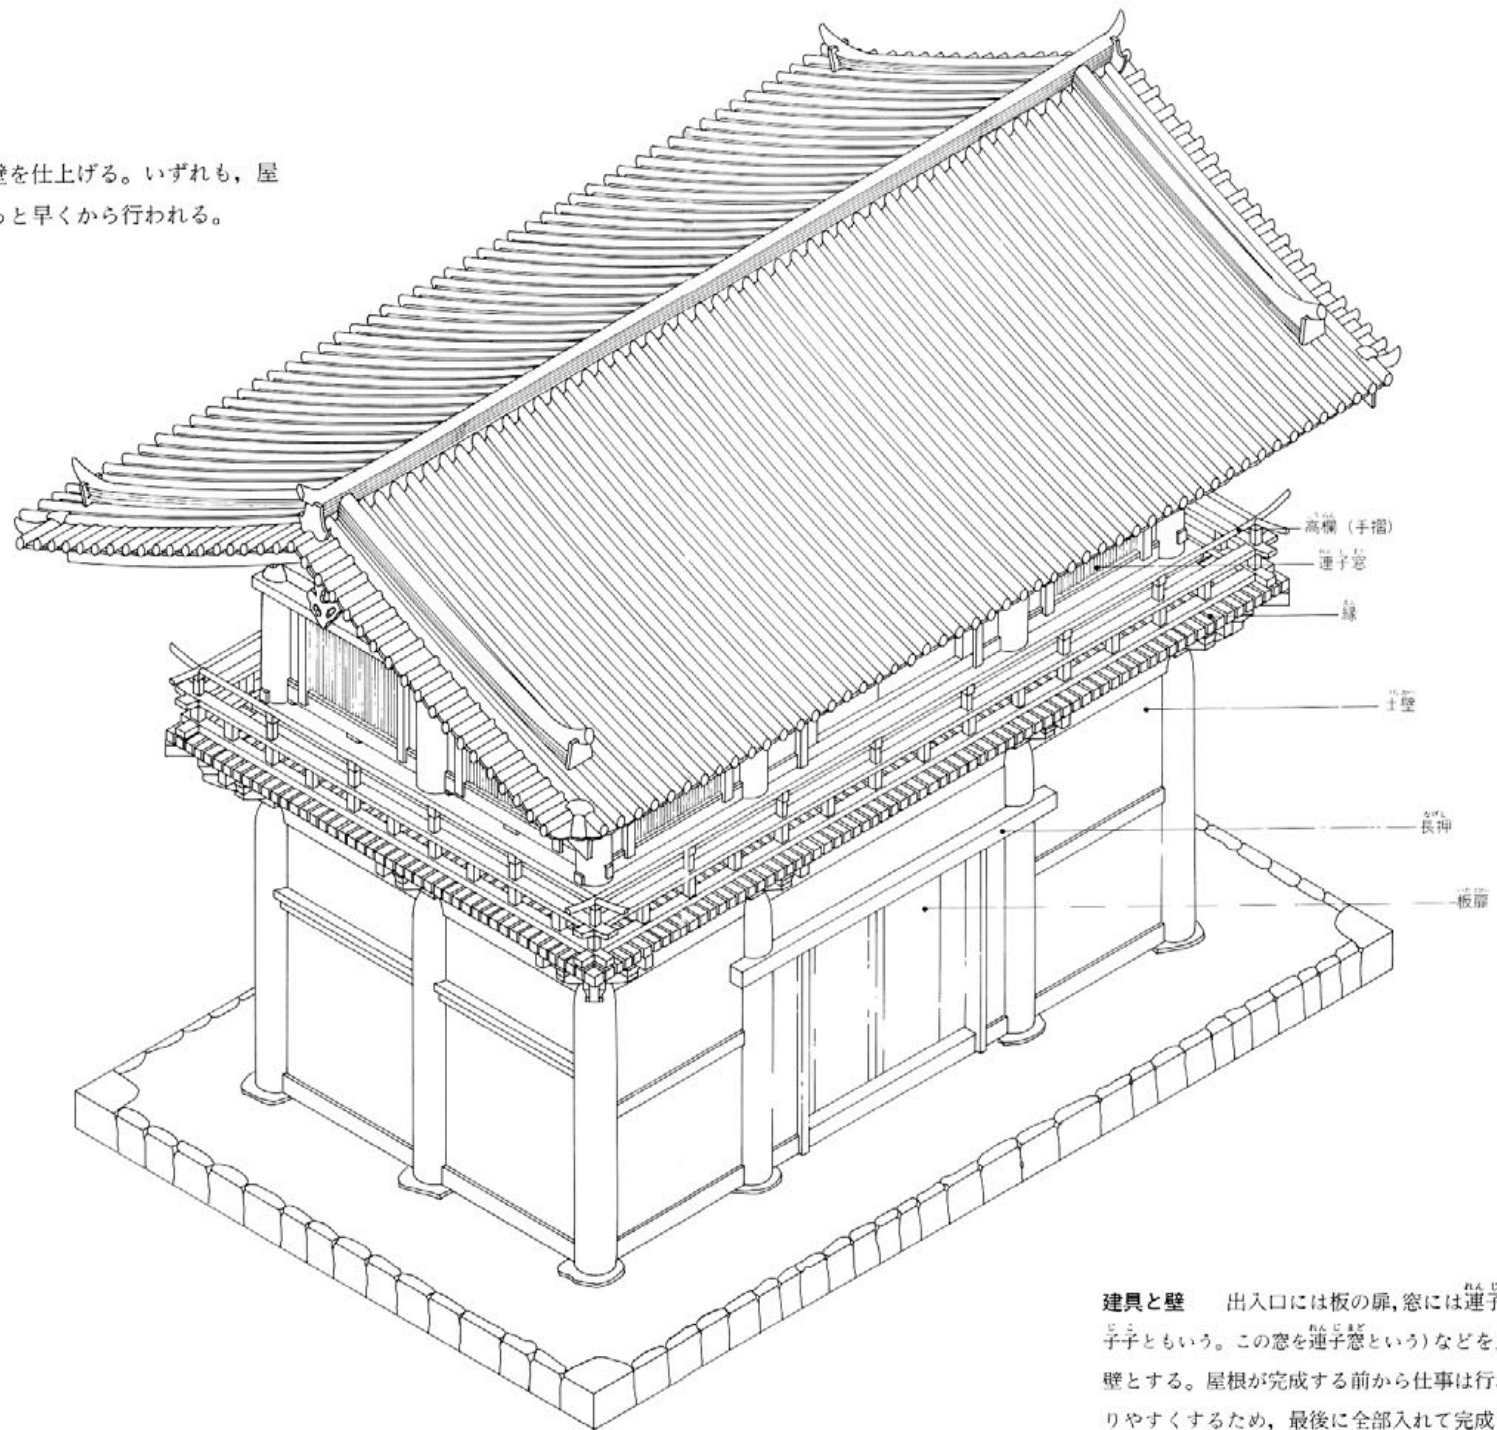 壁を仕上げる。いずれも，屋
っと早くから行われる。
高欄（手摺）
連子窓
縁
土壁
長押
板扉
建具と壁　出入口には板の扉，窓には連子
子子ともいう。この窓を連子窓という）などを
壁とする。屋根が完成する前から仕事は行
りやすくするため，最後に全部入れて完成